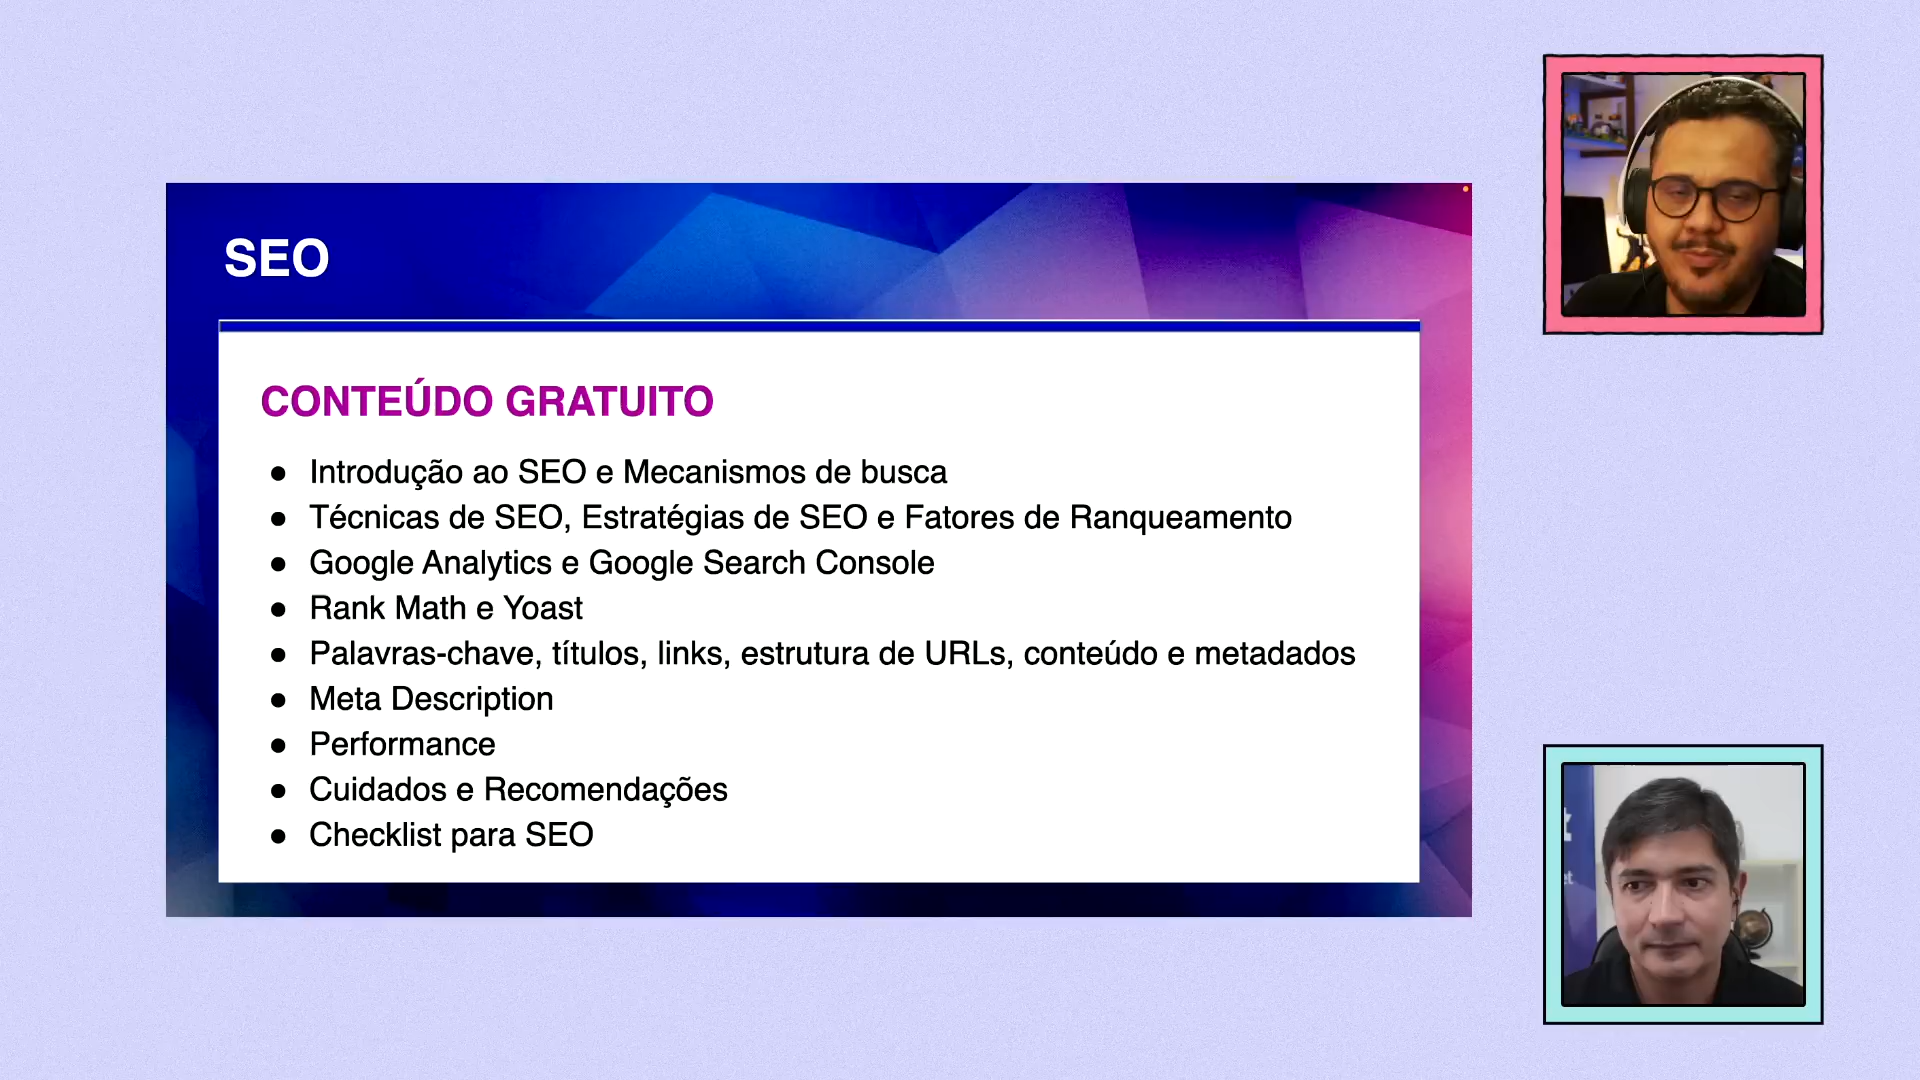 SEO
CONTEÚDO GRATUITO
● Introdução ao SEO e Mecanismos de busca
● Técnicas de SEO, Estratégias de SEO e Fatores de Ranqueamento
● Google Analytics e Google Search Console
● Rank Math e Yoast
● Palavras-chave, títulos, links, estrutura de URLs, conteúdo e metadados
● Meta Description
● Performance
● Cuidados e Recomendações
● Checklist para SEO